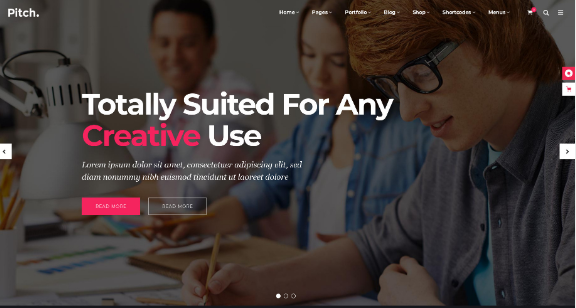 Pitch.
Home Pages Portfolio Blog Shop Shortcodes Menus
Totally Suited For Any
Creative Use
Lorem ipsum dolor sit amet, consectetuer adipiscing elit, sed
diam nonummy nibh euismod tincidunt ut laoreet dolore
READ MORE READ MORE